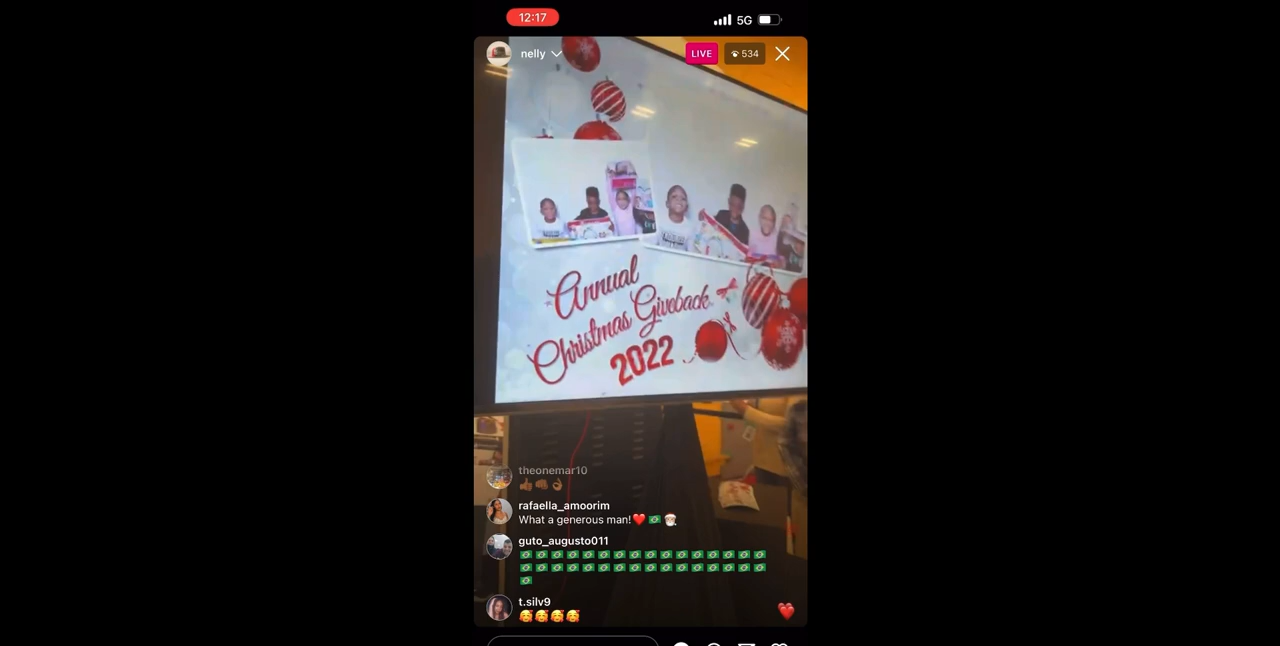 12:17
5G
nelly
LIVE
534
Annual
Christmas Giveback
2022
theonemar10
rafaella_amoorim
What a generous man!
guto_augusto011
t.silv9